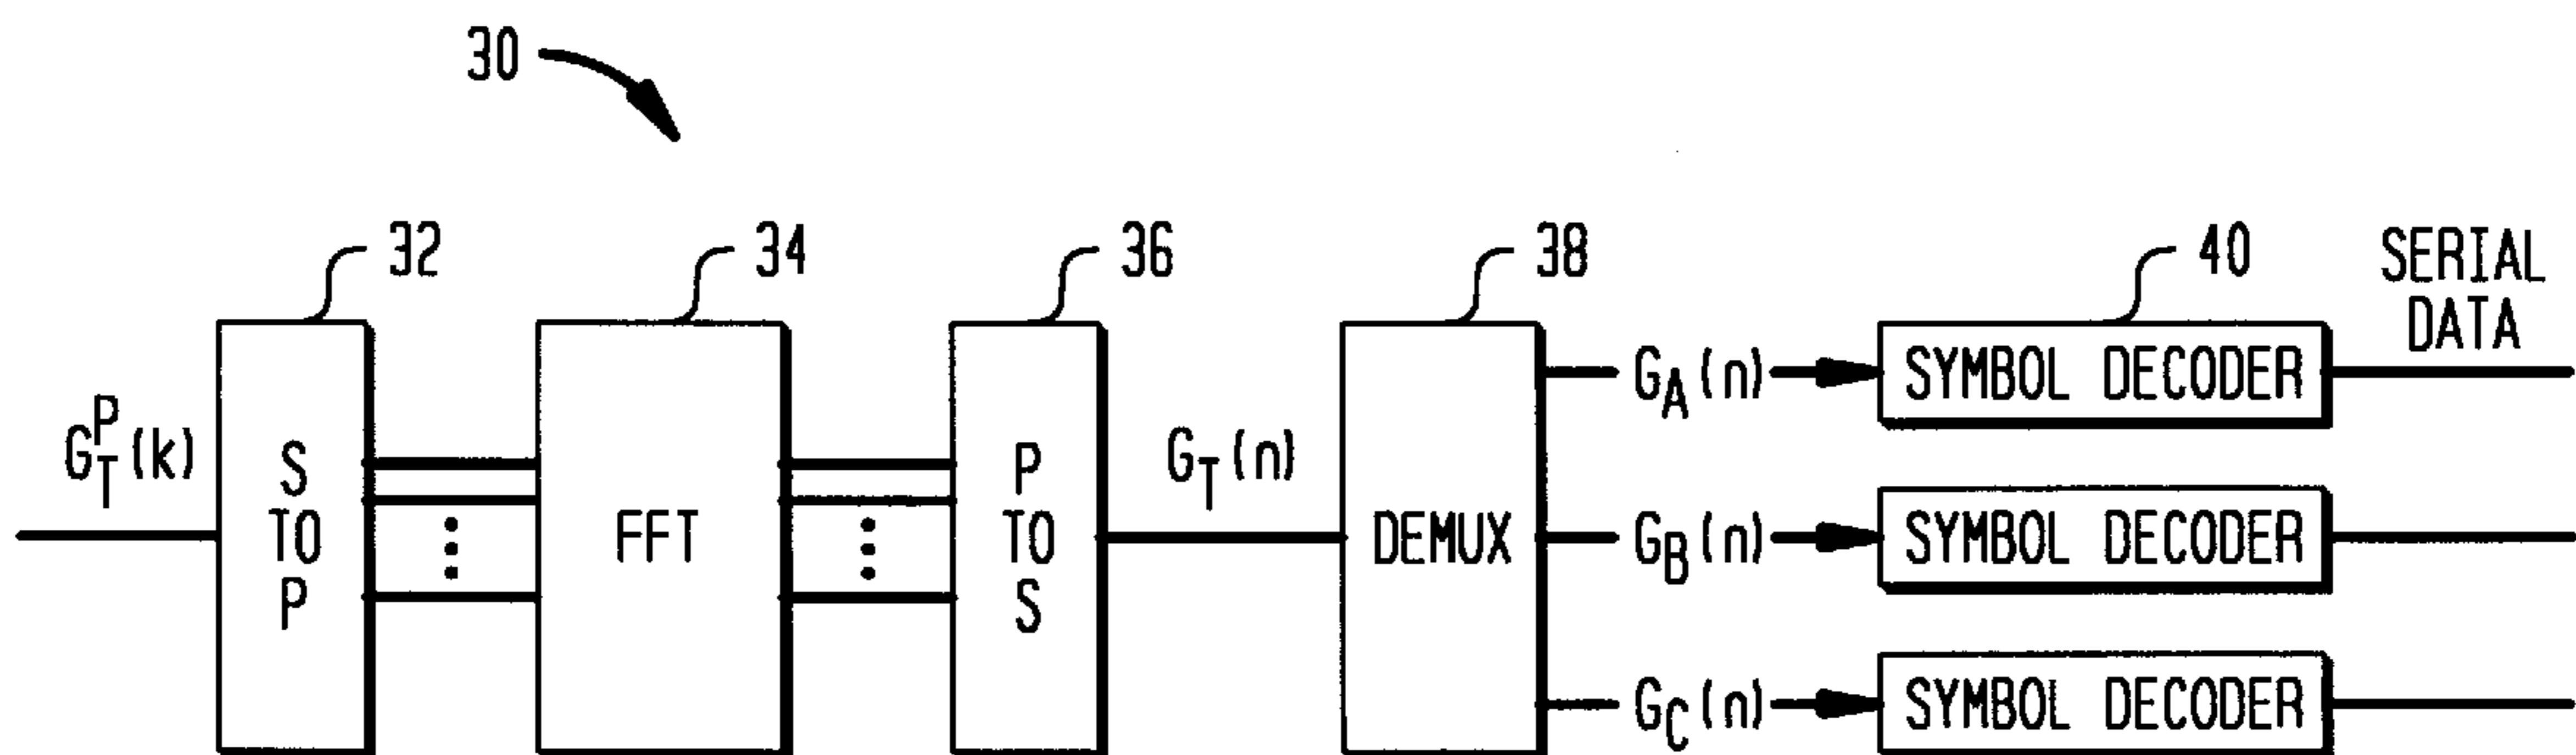 30
32
34
36
38
40
SERIAL
DATA
G_T^P(k)
S
TO
P
FFT
P
TO
S
G_T(n)
DEMUX
G_A(n)
SYMBOL DECODER
G_B(n)
SYMBOL DECODER
G_C(n)
SYMBOL DECODER